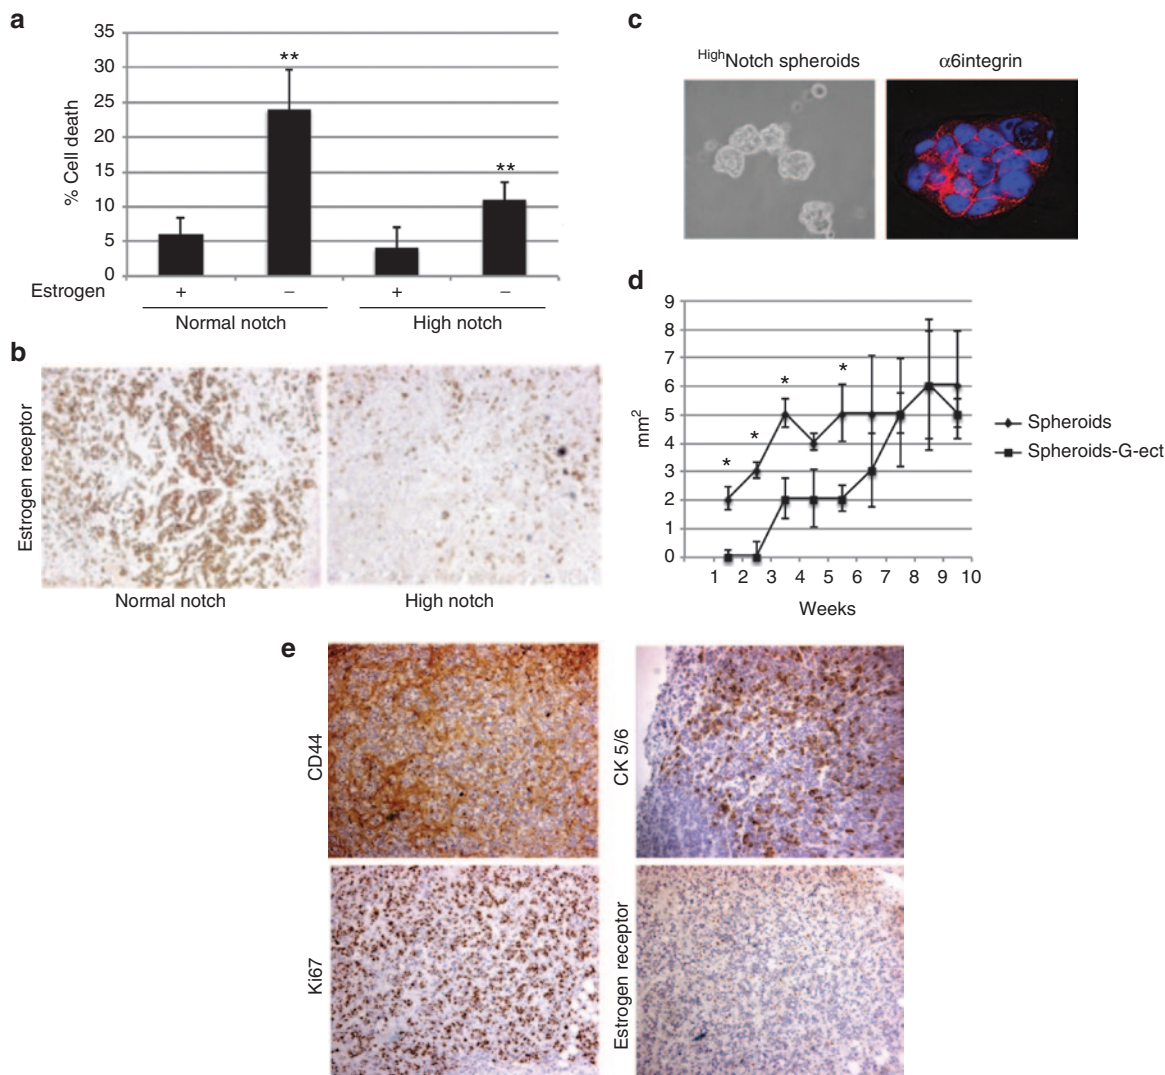 a
35
30
25
20
15
10
5
0
% Cell death
**
**
Estrogen + − + −
Normal notch High notch
b
Estrogen receptor
Normal notch High notch
c
HighNotch spheroids α6integrin
d
9
8
7
6
5
4
3
2
1
0
mm2
* * * *
1 2 3 4 5 6 7 8 9 10
Weeks
Spheroids
Spheroids-G-ect
e
CD44
CK 5/6
Ki67
Estrogen receptor